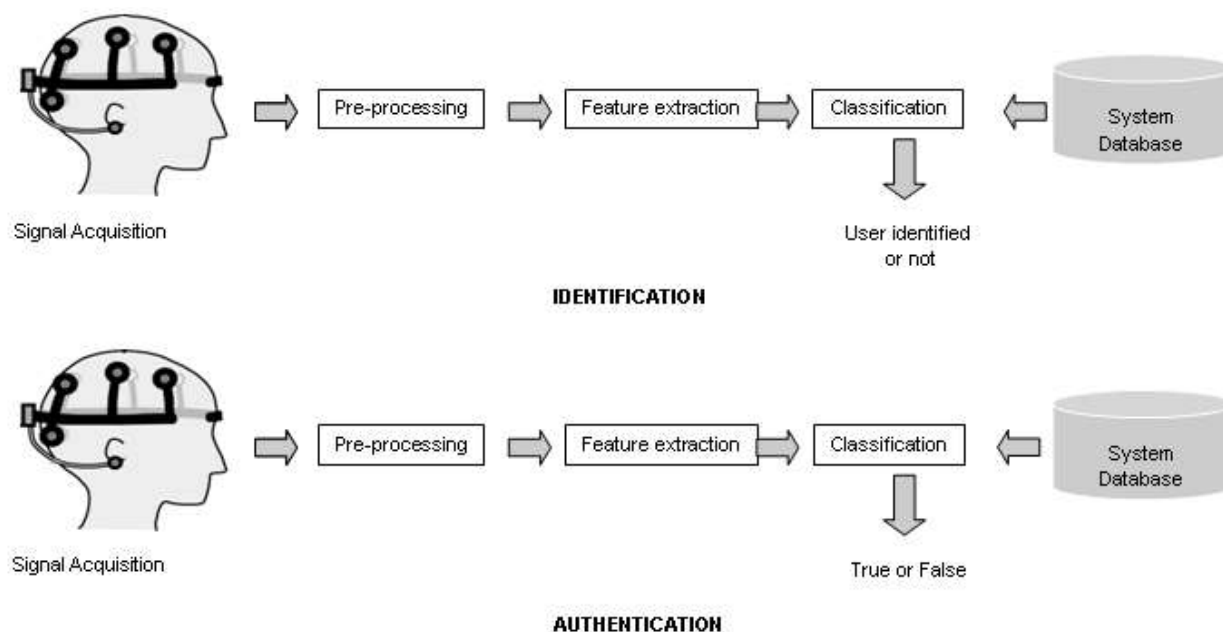 Pre-processing
Feature extraction
Classification
System
Database
Signal Acquisition
User identified
or not
IDENTIFICATION
Pre-processing
Feature extraction
Classification
System
Database
Signal Acquisition
True or False
AUTHENTICATION